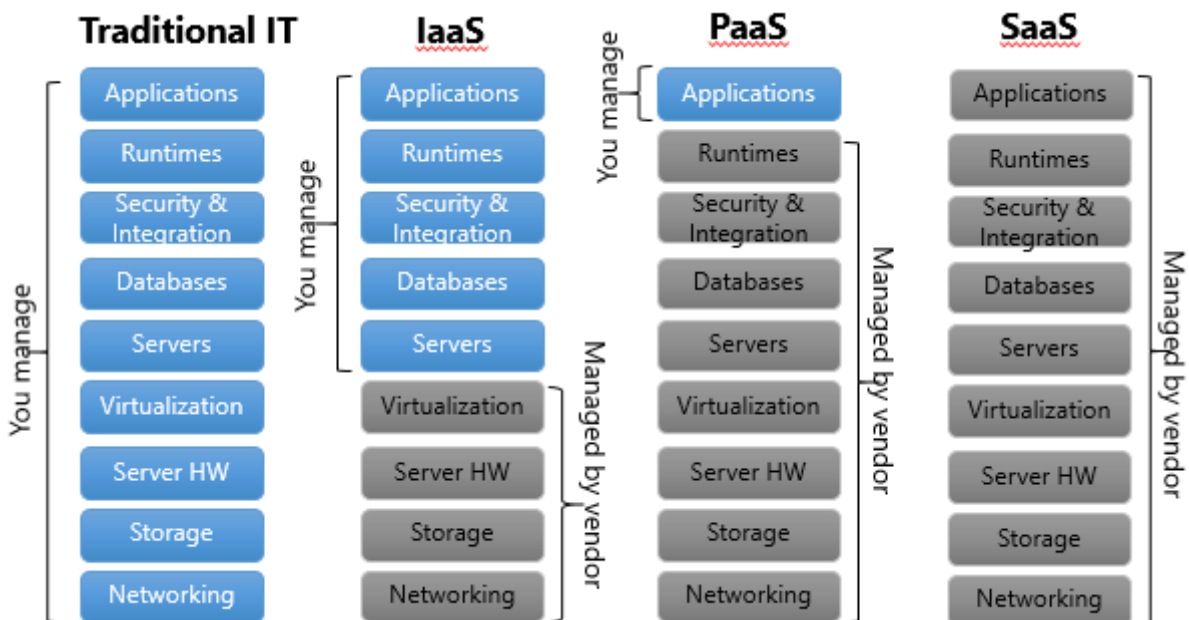 Traditional IT
Applications
Runtimes
Security &
Integration
Databases
Servers
Virtualization
Server HW
Storage
Networking
You manage
IaaS
Applications
Runtimes
Security &
Integration
Databases
Servers
Virtualization
Server HW
Storage
Networking
You manage
Managed by vendor
PaaS
Applications
Runtimes
Security &
Integration
Databases
Servers
Virtualization
Server HW
Storage
Networking
You manage
Managed by vendor
SaaS
Applications
Runtimes
Security &
Integration
Databases
Servers
Virtualization
Server HW
Storage
Networking
Managed by vendor